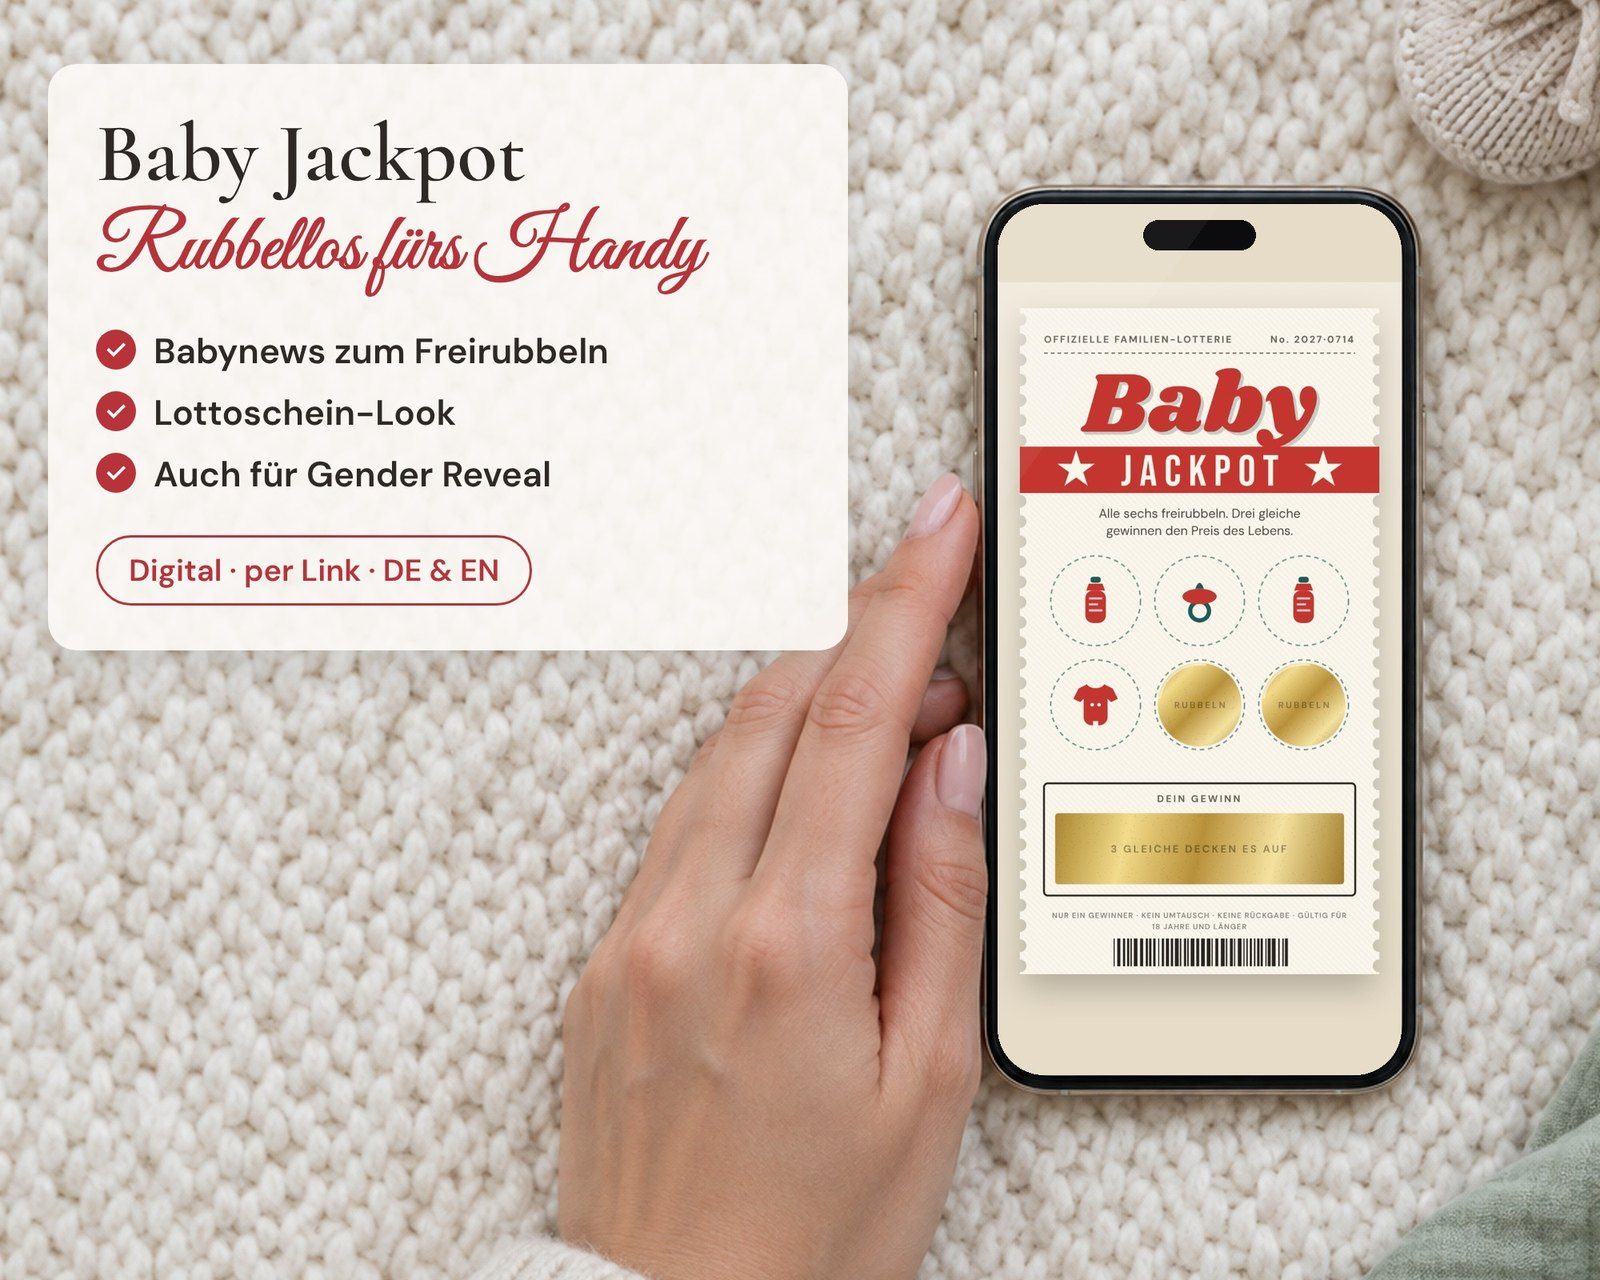 Baby Jackpot
Rubbellos fürs Handy
Babynews zum Freirubbeln
Lottoschein-Look
Auch für Gender Reveal
Digital · per Link · DE & EN
OFFIZIELLE FAMILIEN-LOTTERIE No. 2027-0714
Baby
JACKPOT
Alle sechs freirubbeln. Drei gleiche
gewinnen den Preis des Lebens.
RUBBELN RUBBELN
DEIN GEWINN
3 GLEICHE DECKEN ES AUF
NUR EIN GEWINNER · KEIN UMTAUSCH · KEINE RÜCKGABE · GÜLTIG FÜR
18 JAHRE UND LÄNGER